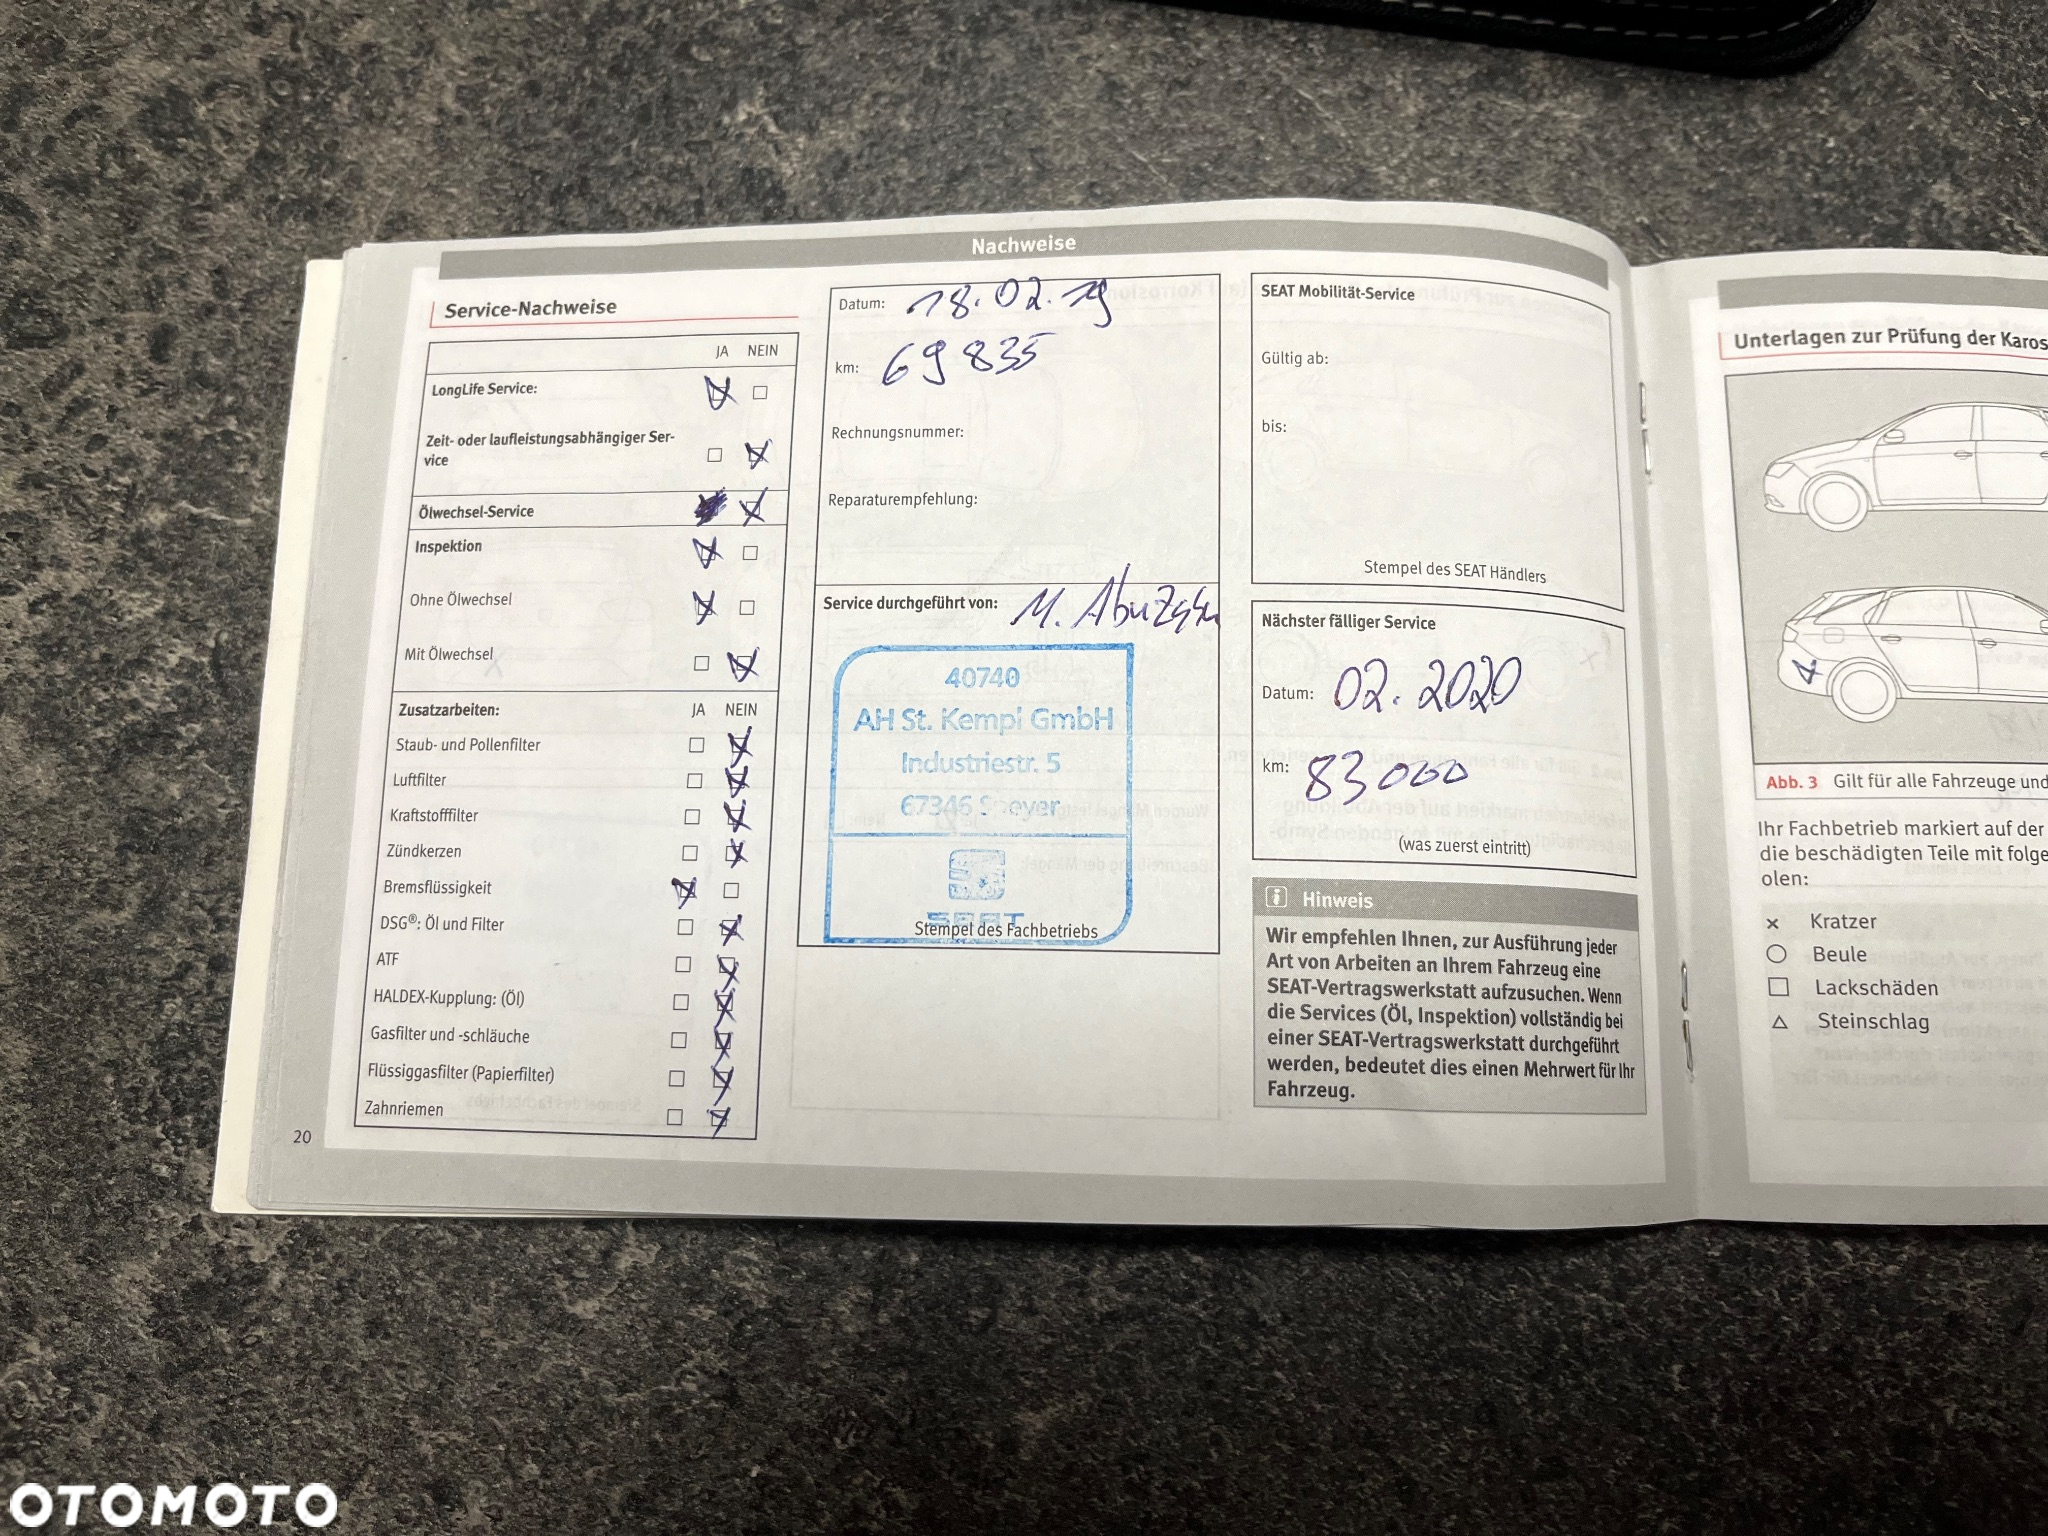 Nachweise
Service-Nachweise
JA NEIN
LongLife Service:
Zeit- oder laufleistungsabhängiger Ser-
vice
Ölwechsel-Service
Inspektion
Ohne Ölwechsel
Mit Ölwechsel
Zusatzarbeiten: JA NEIN
Staub- und Pollenfilter
Luftfilter
Kraftstofffilter
Zündkerzen
Bremsflüssigkeit
DSG®: Öl und Filter
ATF
HALDEX-Kupplung: (Öl)
Gasfilter und -schläuche
Flüssiggasfilter (Papierfilter)
Zahnriemen
20
Datum: 18.02.19
km: 69 835
Rechnungsnummer:
Reparaturempfehlung:
Service durchgeführt von: M.
40740
AH St. Kempf GmbH
Industriestr. 5
67346 Speyer
SEAT
Stempel des Fachbetriebs
SEAT Mobilität-Service
Gültig ab:
bis:
Stempel des SEAT Händlers
Nächster fälliger Service
Datum: 02.2020
km: 83000
(was zuerst eintritt)
Hinweis
Wir empfehlen Ihnen, zur Ausführung jeder
Art von Arbeiten an Ihrem Fahrzeug eine
SEAT-Vertragswerkstatt aufzusuchen. Wenn
die Services (Öl, Inspektion) vollständig bei
einer SEAT-Vertragswerkstatt durchgeführt
werden, bedeutet dies einen Mehrwert für Ihr
Fahrzeug.
Unterlagen zur Prüfung der Karos
Abb. 3 Gilt für alle Fahrzeuge und
Ihr Fachbetrieb markiert auf der
die beschädigten Teile mit folge
olen:
Kratzer
Beule
Lackschäden
Steinschlag
OTOMOTO